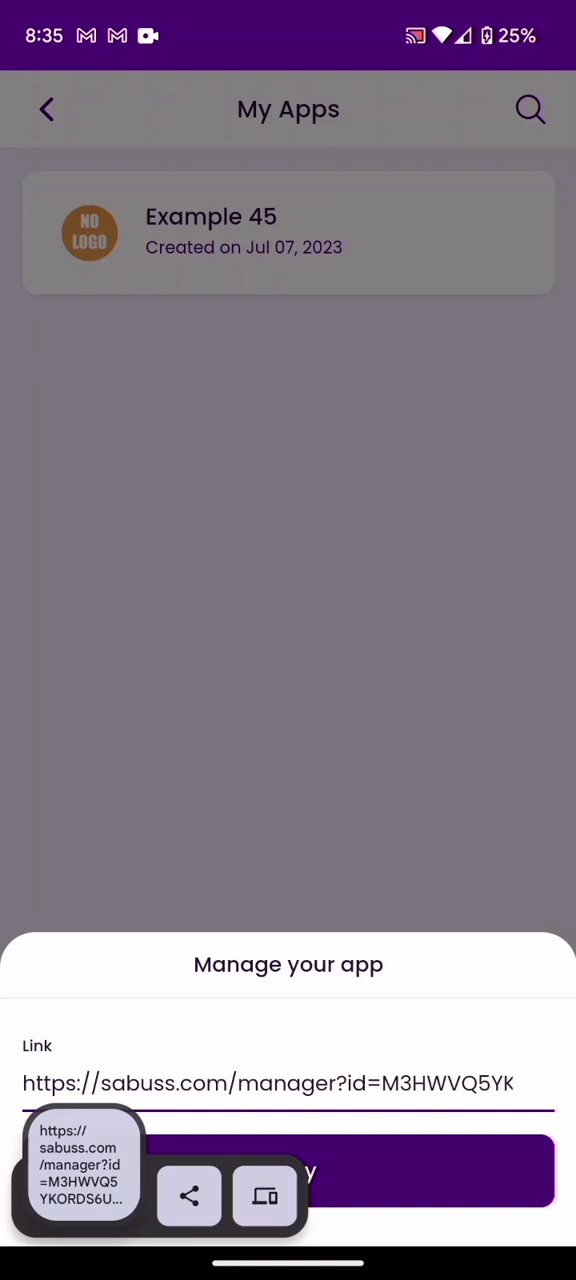 8:35
25%
My Apps
NO
LOGO
Example 45
Created on Jul 07, 2023
Manage your app
Link
https://sabuss.com/manager?id=M3HWVQ5YK
https://
sabuss.com
/manager?id
=M3HWVQ5
YKORDS6U...